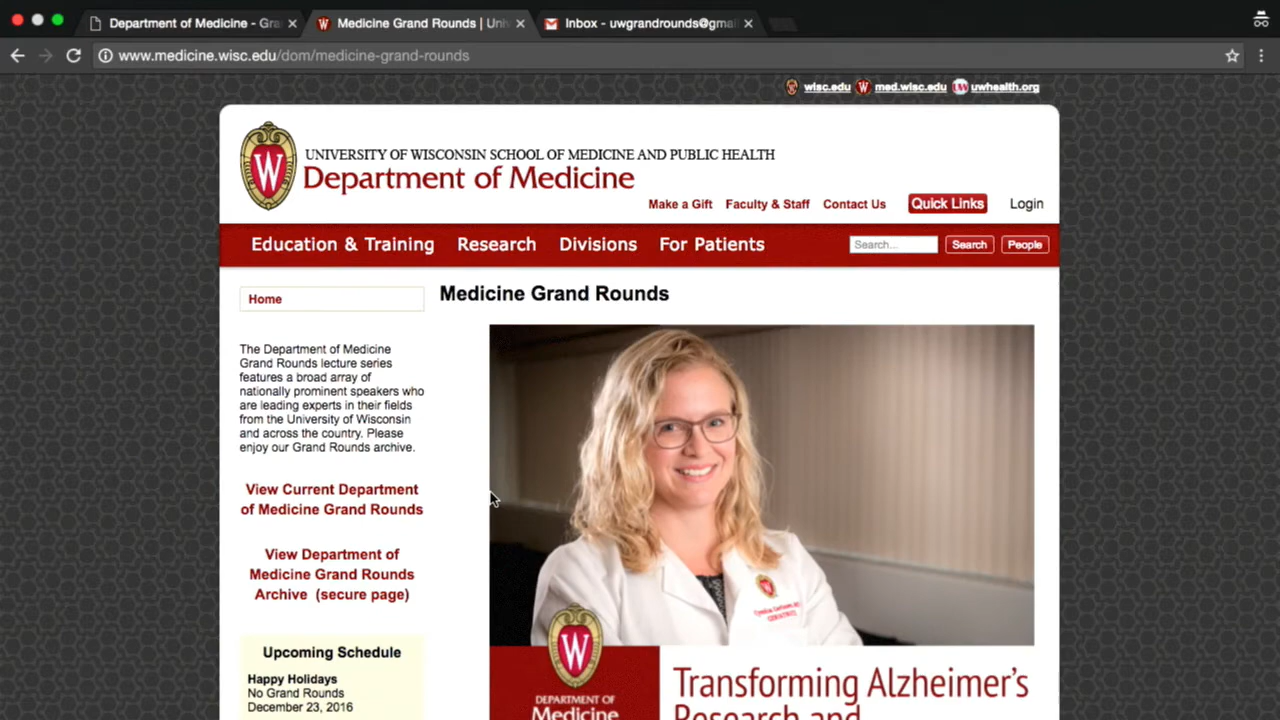 Department of Medicine - Gra
Medicine Grand Rounds | Univ
Inbox - uwgrandrounds@gmai
www.medicine.wisc.edu/dom/medicine-grand-rounds
wisc.edu
W
med.wisc.edu
UW
uwhealth.org
W
UNIVERSITY OF WISCONSIN SCHOOL OF MEDICINE AND PUBLIC HEALTH
Department of Medicine
Make a Gift
Faculty & Staff
Contact Us
Quick Links
Login
Education & Training
Research
Divisions
For Patients
Search...
Search
People
Home
The Department of Medicine
Grand Rounds lecture series
features a broad array of
nationally prominent speakers who
are leading experts in their fields
from the University of Wisconsin
and across the country. Please
enjoy our Grand Rounds archive.
View Current Department
of Medicine Grand Rounds
View Department of
Medicine Grand Rounds
Archive (secure page)
Upcoming Schedule
Happy Holidays
No Grand Rounds
December 23, 2016
Medicine Grand Rounds
W
DEPARTMENT OF
Medicine
Transforming Alzheimer's
Research and